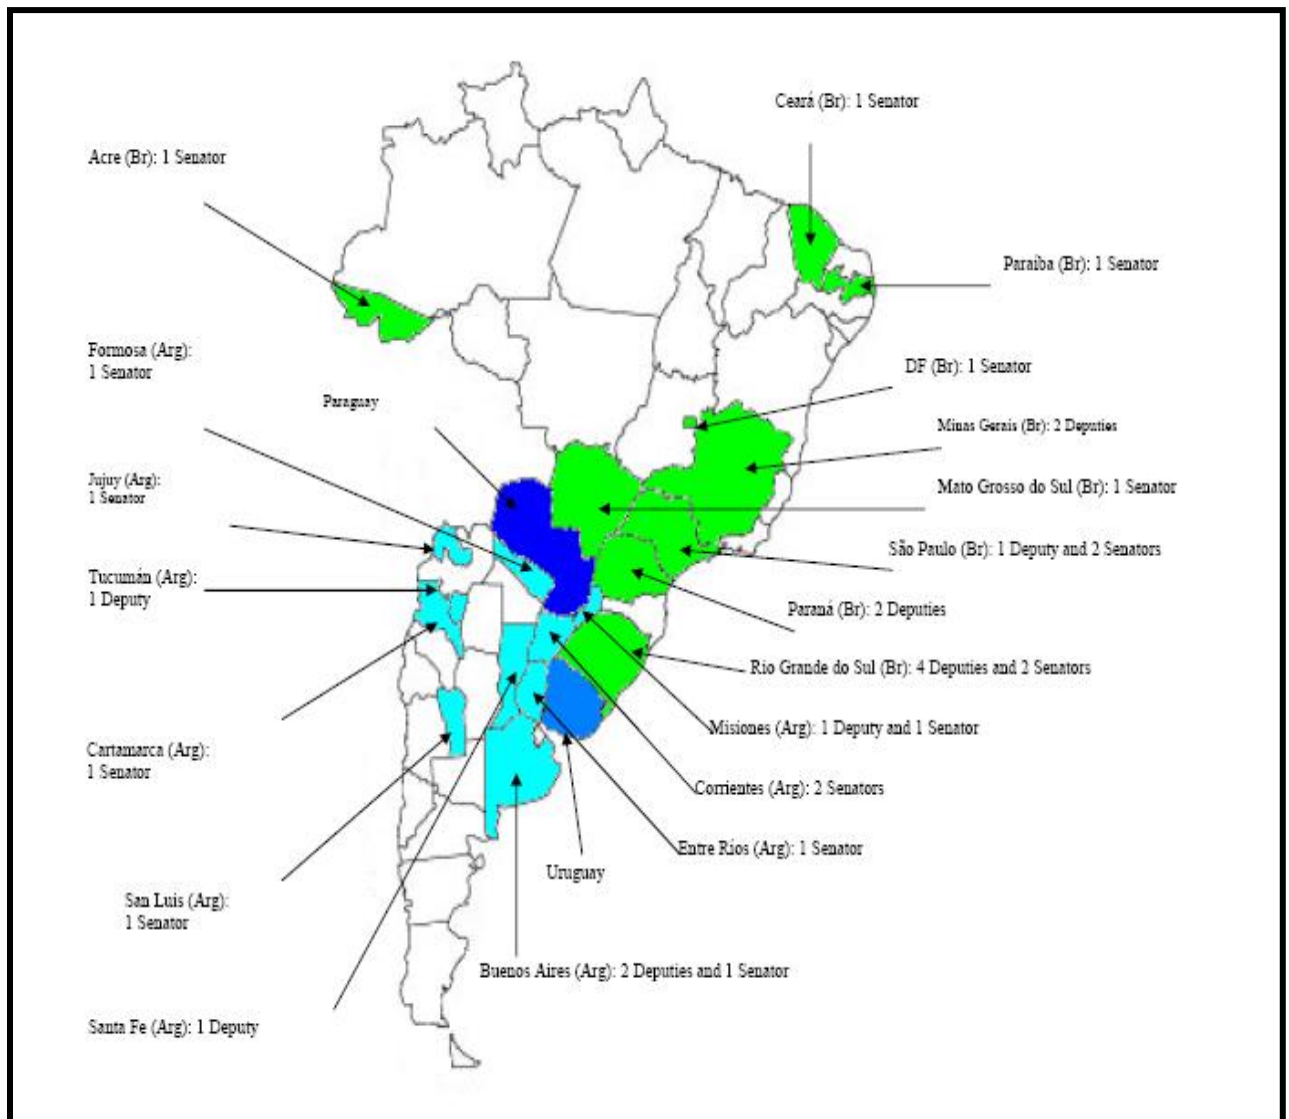 Ceará (Br): 1 Senator
Acre (Br): 1 Senator
Paraiba (Br): 1 Senator
Formosa (Arg):
1 Senator
DF (Br): 1 Senator
Paraguay
Minas Gerais (Br): 2 Deputies
Jujuy (Arg):
1 Senator
Mato Grosso do Sul (Br): 1 Senator
São Paulo (Br): 1 Deputy and 2 Senators
Tucumán (Arg):
1 Deputy
Paraná (Br): 2 Deputies
Rio Grande do Sul (Br): 4 Deputies and 2 Senators
Misiones (Arg): 1 Deputy and 1 Senator
Cartamarca (Arg):
1 Senator
Corrientes (Arg): 2 Senators
Entre Rios (Arg): 1 Senator
Uruguay
San Luis (Arg):
1 Senator
Buenos Aires (Arg): 2 Deputies and 1 Senator
Santa Fe (Arg): 1 Deputy